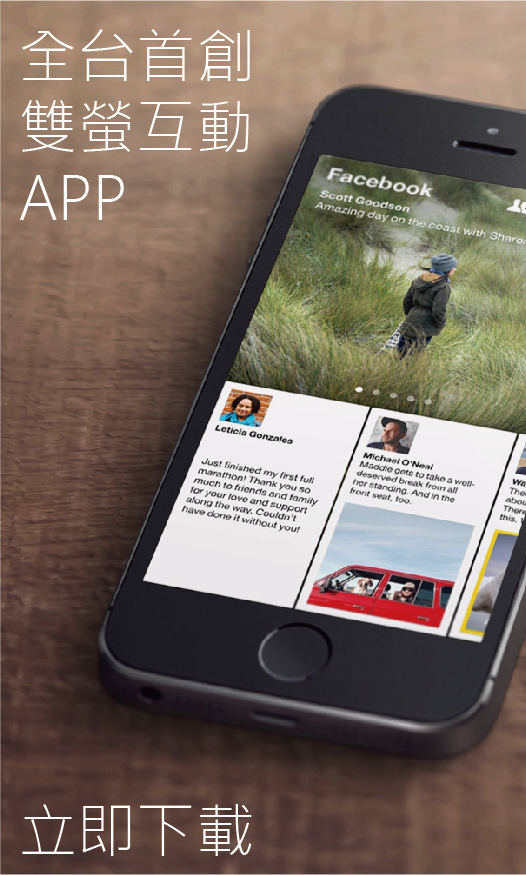 全台首創
雙螢互動
APP
Facebook
Scott Goodson
Amazing day on the coast with Sharon
Leticia Gonzales
Just finished my first full
marathon! Thank you so
much to friends and family
for your love and support
along the way. Couldn't
have done it without you!
Michael O'Neal
Maddie gets to take a well-
deserved break from all
her standing. And in the
front seat, too.
立即下載